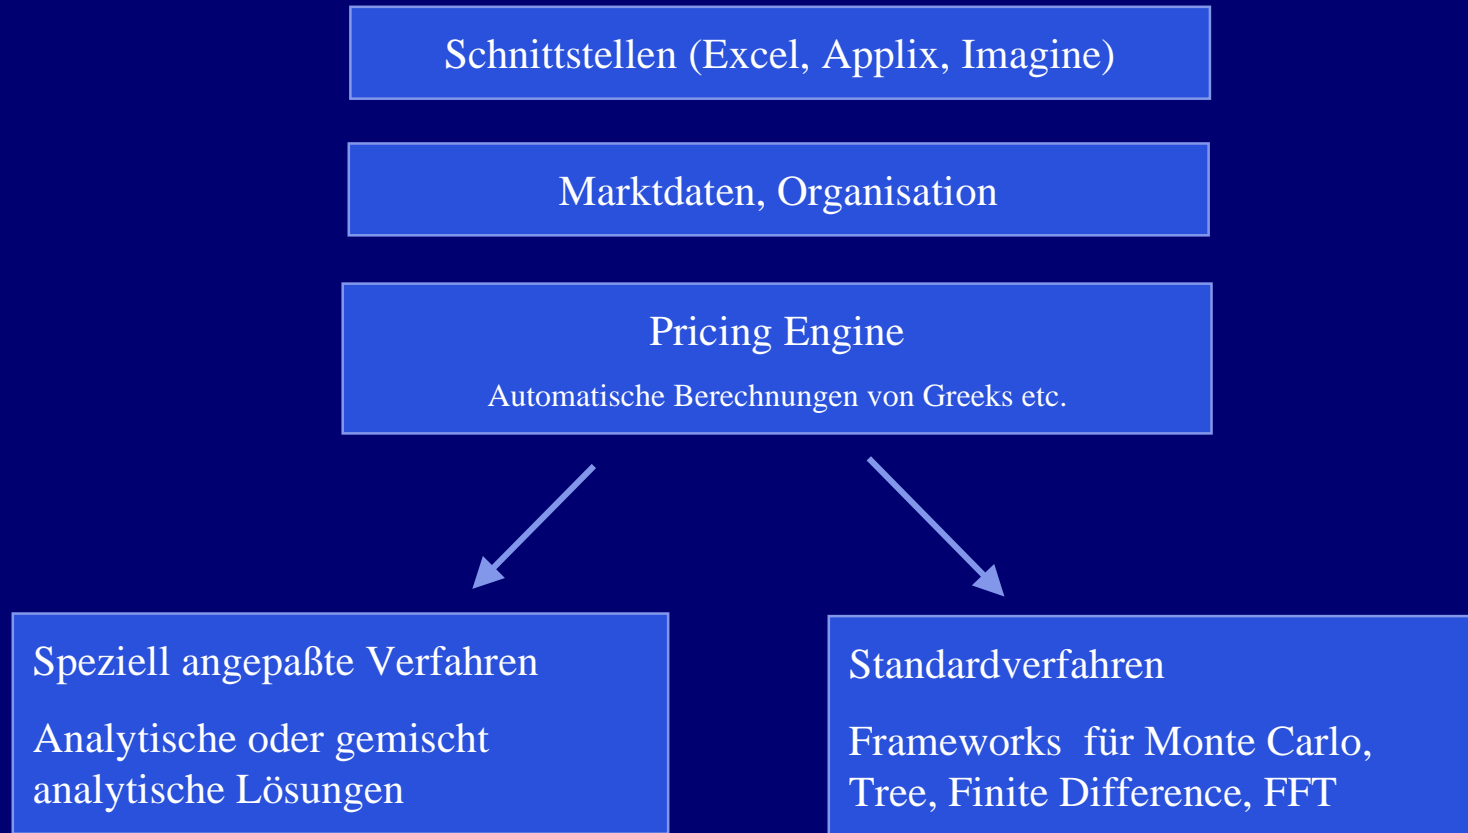 Schnittstellen (Excel, Applix, Imagine)
Marktdaten, Organisation
Pricing Engine
Automatische Berechnungen von Greeks etc.
Speziell angepaßte Verfahren
Analytische oder gemischt
analytische Lösungen
Standardverfahren
Frameworks für Monte Carlo,
Tree, Finite Difference, FFT